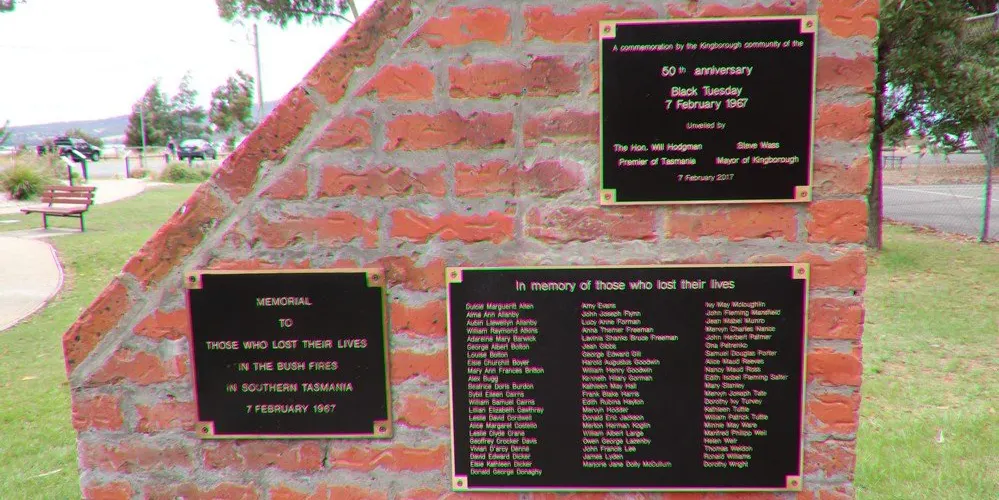 A commemoration by the Kingborough community of the
50th anniversary
Black Tuesday
7 February 1967
Unveiled by
The Hon. Will Hodgman Steve Wass
Premier of Tasmania Mayor of Kingborough
7 February 2017
MEMORIAL
TO
THOSE WHO LOST THEIR LIVES
IN THE BUSH FIRES
IN SOUTHERN TASMANIA
7 FEBRUARY 1967
In memory of those who lost their lives
Dulcie Marguerit Allen
Alma Ann Allanby
Aubin Llewellyn Allanby
William Raymond Atkins
Adareline Mary Barwick
George Albert Bolton
Louise Bolton
Elsie Churchill Boyer
Mary Ann Frances Britton
Alex Bugg
Beatrice Doris Burdon
Sybil Eileen Cairns
William Samuel Cairns
Lilian Elizabeth Cawthray
Leslie David Cordwell
Alice Margaret Costello
Leslie Clyde Crane
Geoffrey Crocker Davis
Vivian D'arcy Denne
David Edward Dicker
Elsie Kathleen Dicker
Donald George Donaghy
Amy Evans
John Joseph Flynn
Lucy Anne Forman
Anna Thamer Freeman
Lavinia Shanks Bruce Freeman
Jean Gibbs
George Edward Gill
Harold Augustus Goodwin
William Henry Goodwin
Kenneth Hilary Gorman
Kathleen May Hall
Frank Blake Harris
Edith Rubina Hayton
Mervyn Hodder
Donald Eric Jackson
Merton Herman Koglin
William Albert Large
Owen George Lazenby
John Francis Lee
James Lyden
Marjorie Jane Dolly McCullum
Ivy May Mcloughlin
John Fleming Mansfield
Jean Mabel Munro
Mervyn Charles Nance
John Herbert Palmer
Ona Petrenko
Samuel Douglas Porter
Alice Maud Reeves
Nancy Maud Ross
Edith Isobel Fleming Salter
Mary Stanley
Mervyn Joseph Tate
Dorothy Ivy Turvey
Kathleen Tuttle
William Patrick Tuttle
Minnie May Ware
Manfred Philipp Weil
Helen Weir
Thomas Weldon
Ronald Williams
Dorothy Wright